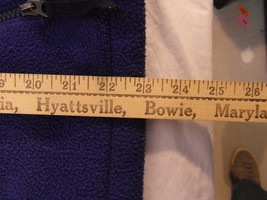 20 21 22 23 24 25 26
ia, Hyattsville, Bowie, Maryla